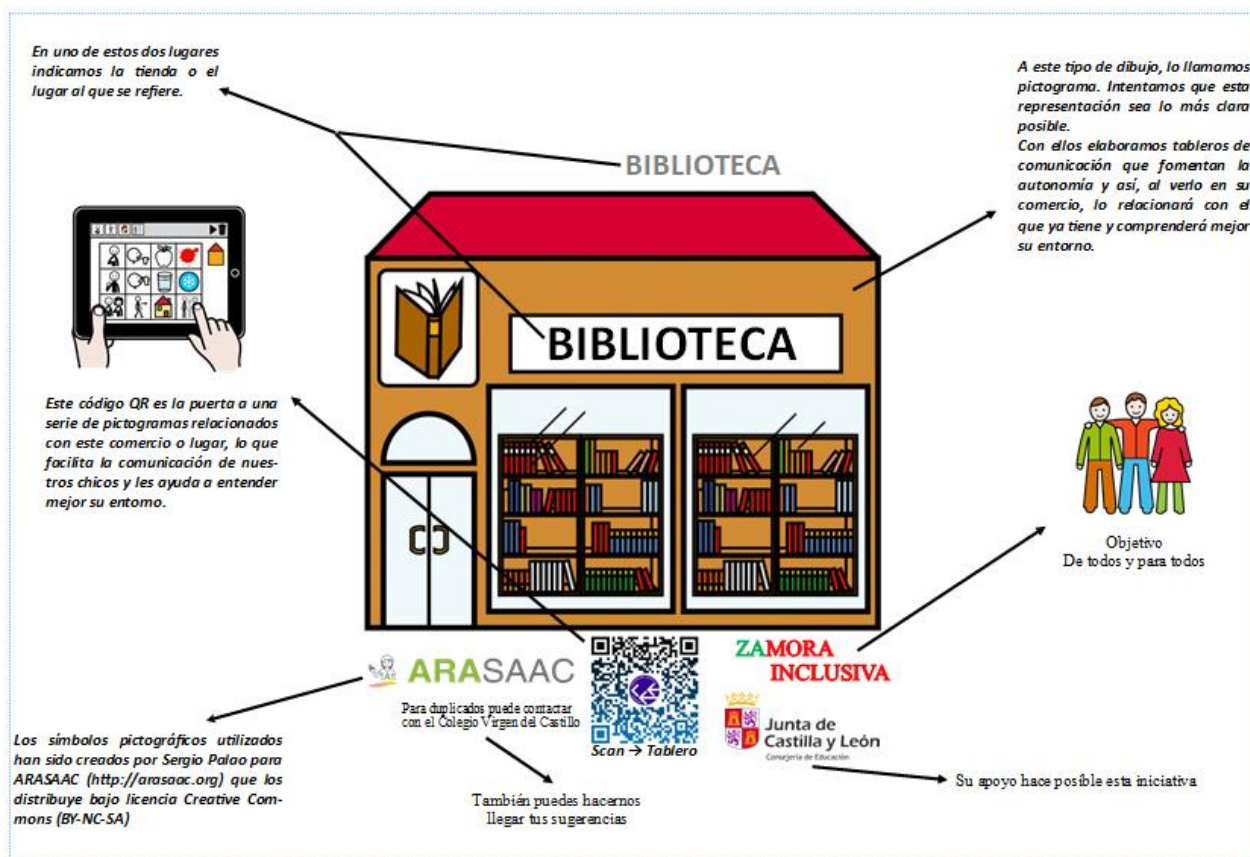 En uno de estos dos lugares
indicamos la tienda o el
lugar al que se refiere.
A este tipo de dibujo, lo llamamos
pictograma. Intentamos que esta
representación sea lo más clara
posible.
Con ellos elaboramos tableros de
comunicación que fomentan la
autonomía y así, al verlo en su
comercio, lo relacionará con el
que ya tiene y comprenderá mejor
su entorno.
BIBLIOTECA
BIBLIOTECA
Este código QR es la puerta a una
serie de pictogramas relacionados
con este comercio o lugar, lo que
facilita la comunicación de nues-
tros chicos y les ayuda a entender
mejor su entorno.
Objetivo
De todos y para todos
ARASAAC
Para duplicados puede contactar
con el Colegio Virgen del Castillo
Scan → Tablero
ZAMORA
INCLUSIVA
Junta de
Castilla y León
Consejería de Educación
Los símbolos pictográficos utilizados
han sido creados por Sergio Palao para
ARASAAC (http://arasaac.org) que los
distribuye bajo licencia Creative Com-
mons (BY-NC-SA)
También puedes hacernos
llegar tus sugerencias
Su apoyo hace posible esta iniciativa